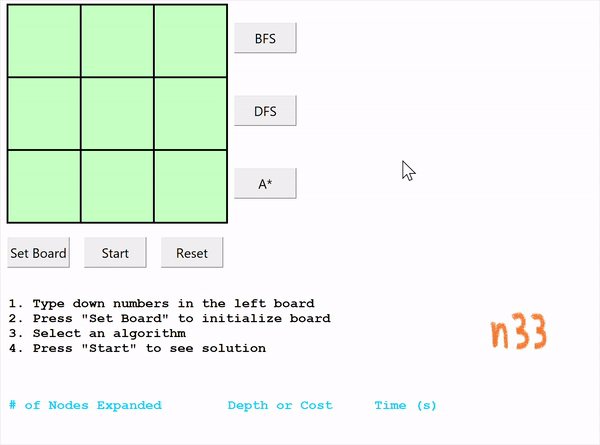 BFS
DFS
A*
Set Board Start Reset
1. Type down numbers in the left board
2. Press "Set Board" to initialize board
3. Select an algorithm
4. Press "Start" to see solution
n33
# of Nodes Expanded Depth or Cost Time (s)